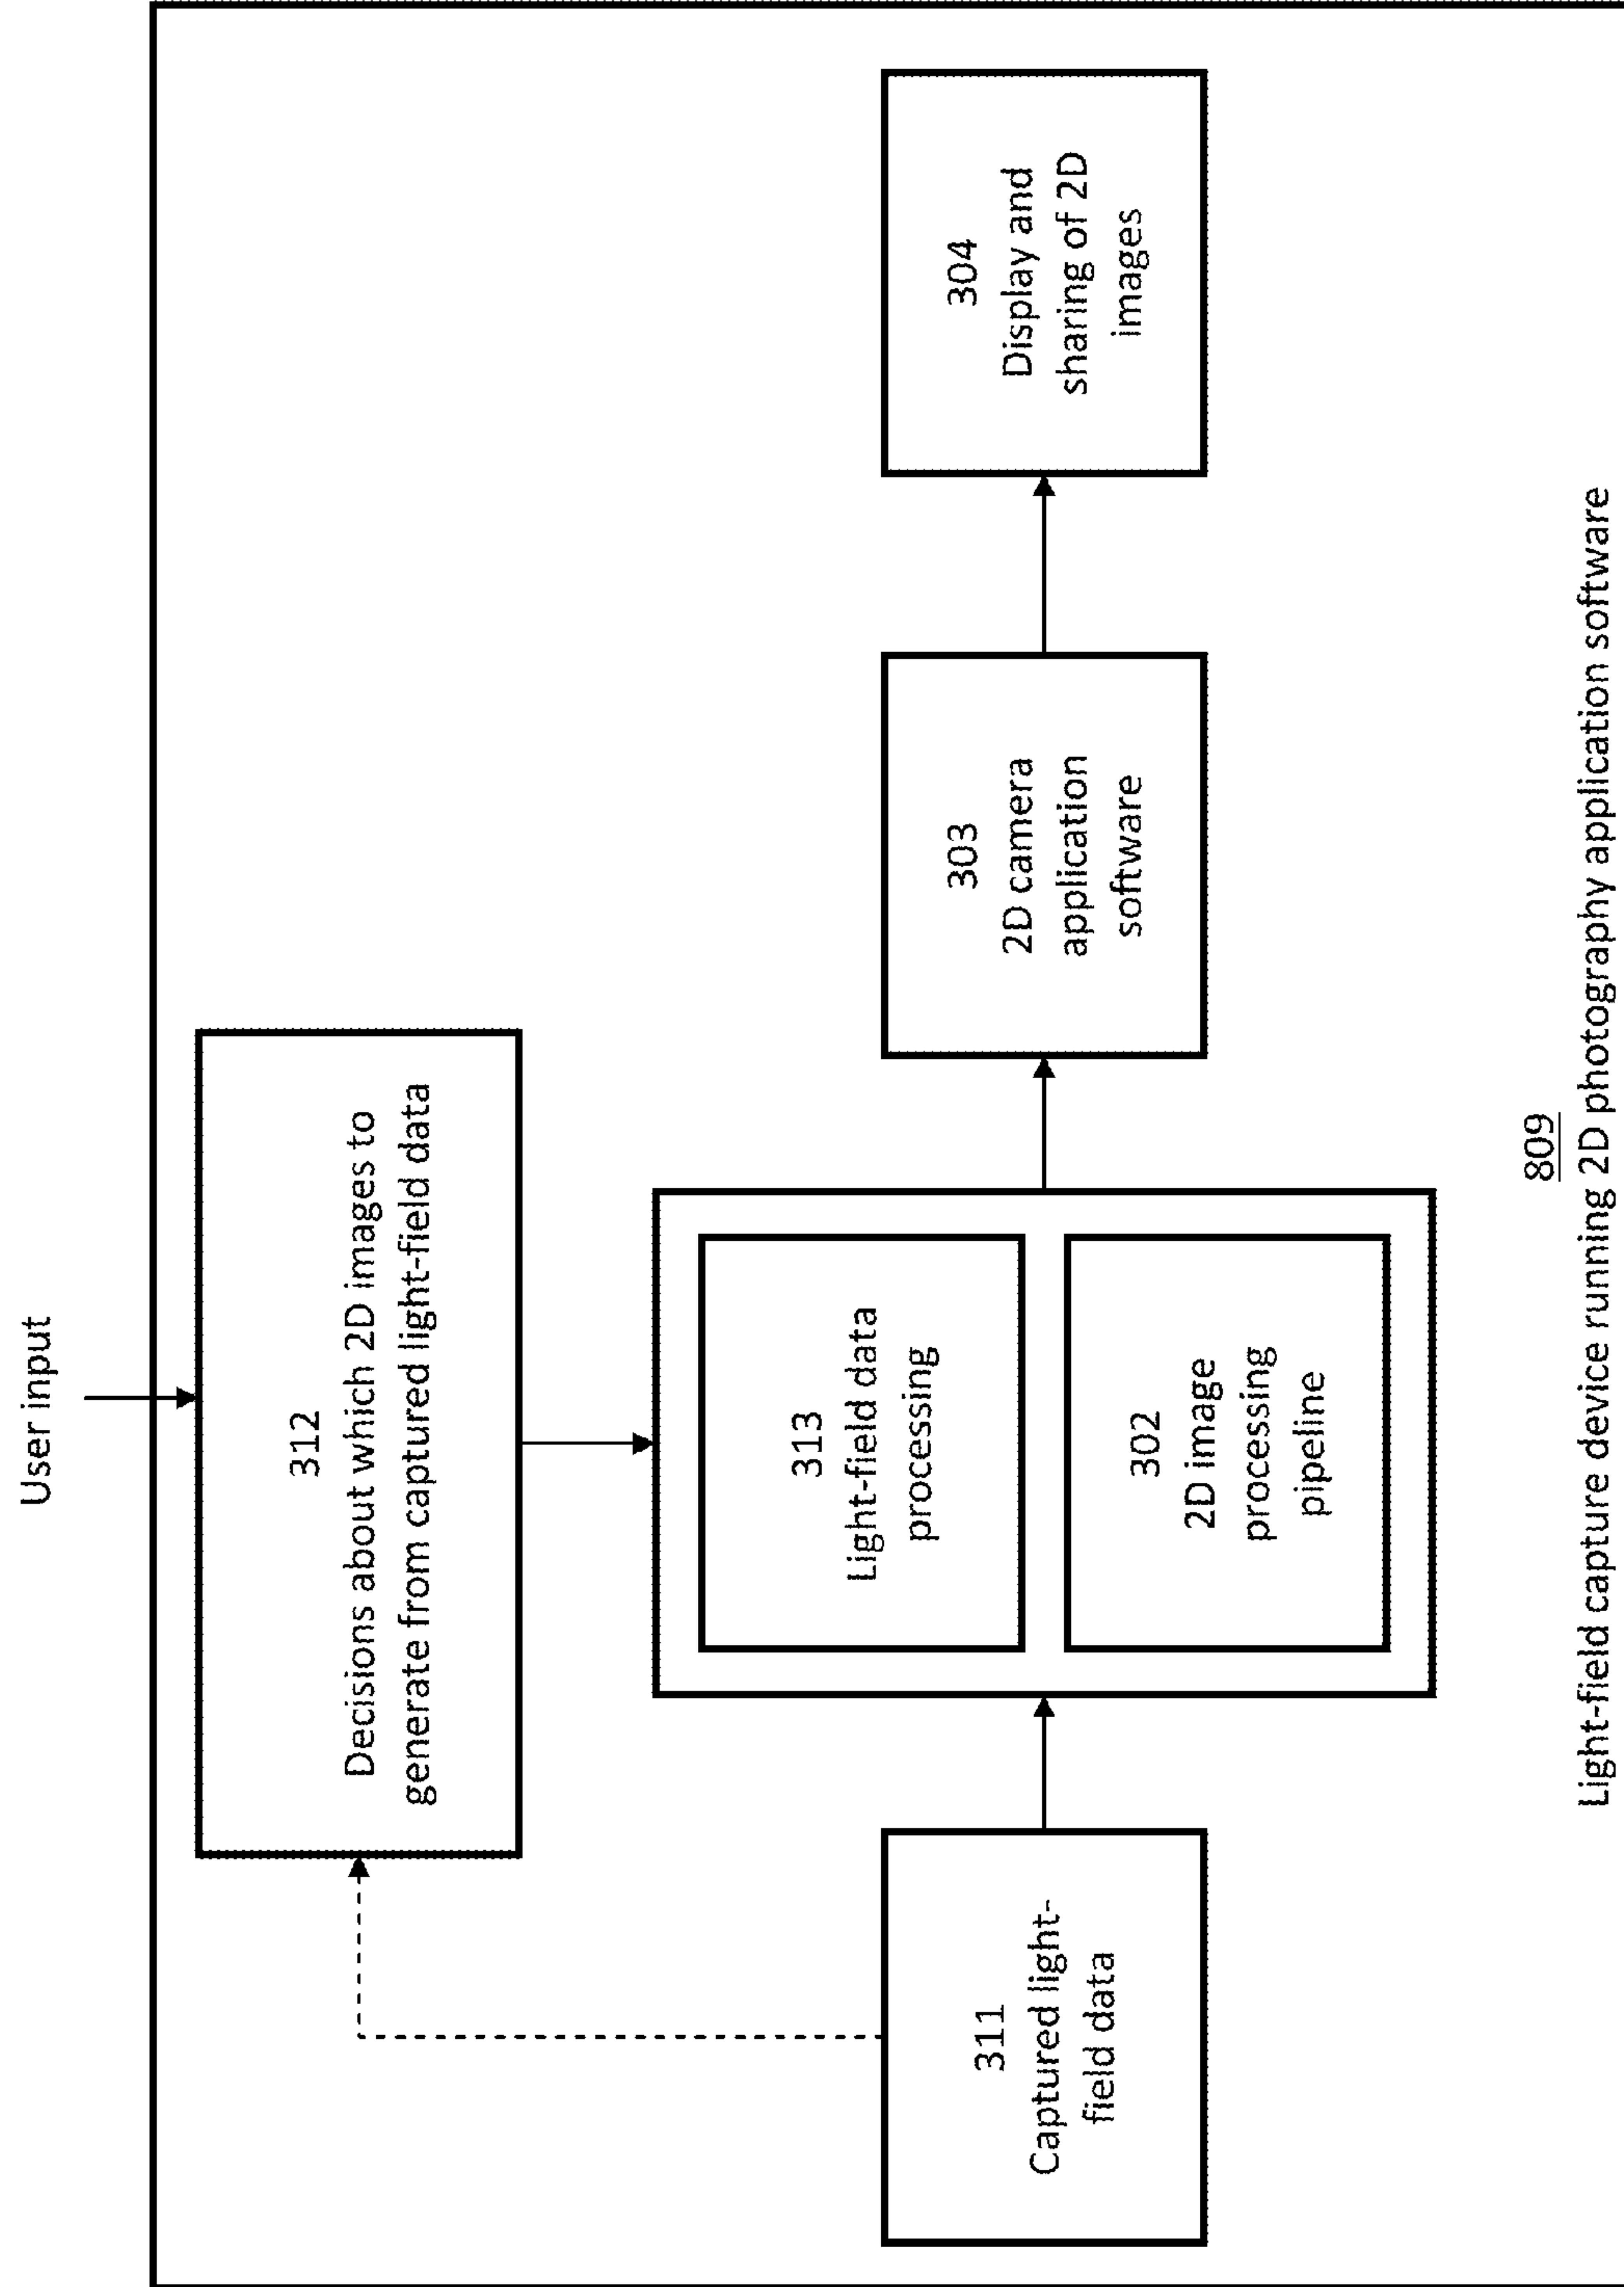 User input
312
Decisions about which 2D images to
generate from captured light-field data
311
Captured light-
field data
313
Light-field data
processing
302
2D image
processing
pipeline
303
2D camera
application
software
304
Display and
sharing of 2D
images
809
Light-field capture device running 2D photography application software